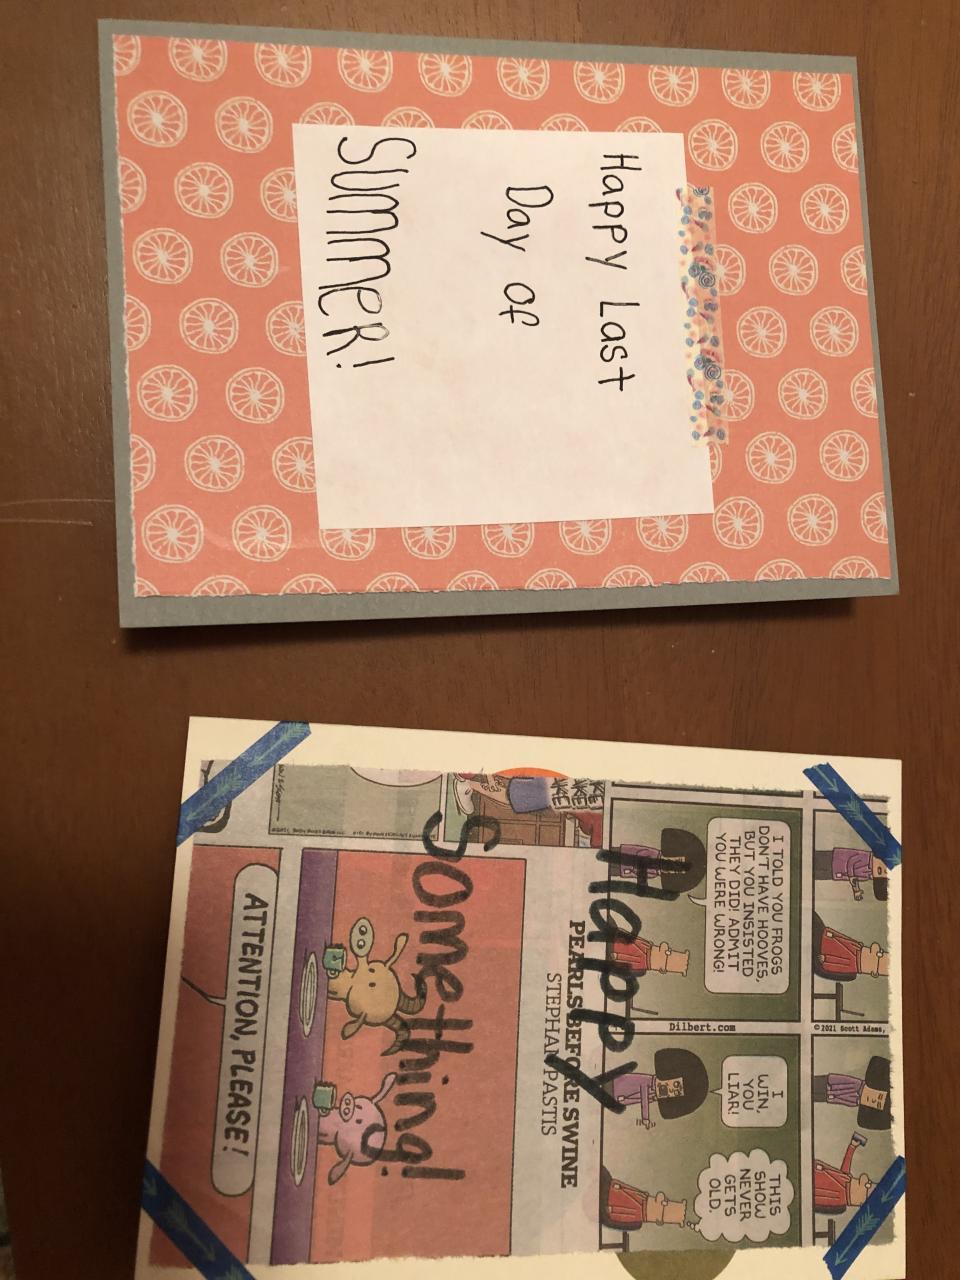 Happy Last
Day of
SUMMER!
I TOLD YOU FROGS
DON'T HAVE HOOVES,
BUT YOU INSISTED
THEY DID! ADMIT
YOU WERE WRONG!
Dilbert.com
© 2021 Scott Adams,
I
WIN,
YOU
LIAR!
THIS
SHOW
NEVER
GETS
OLD.
Happy
PEARLS BEFORE SWINE
STEPHAN PASTIS
Something!
ATTENTION, PLEASE!